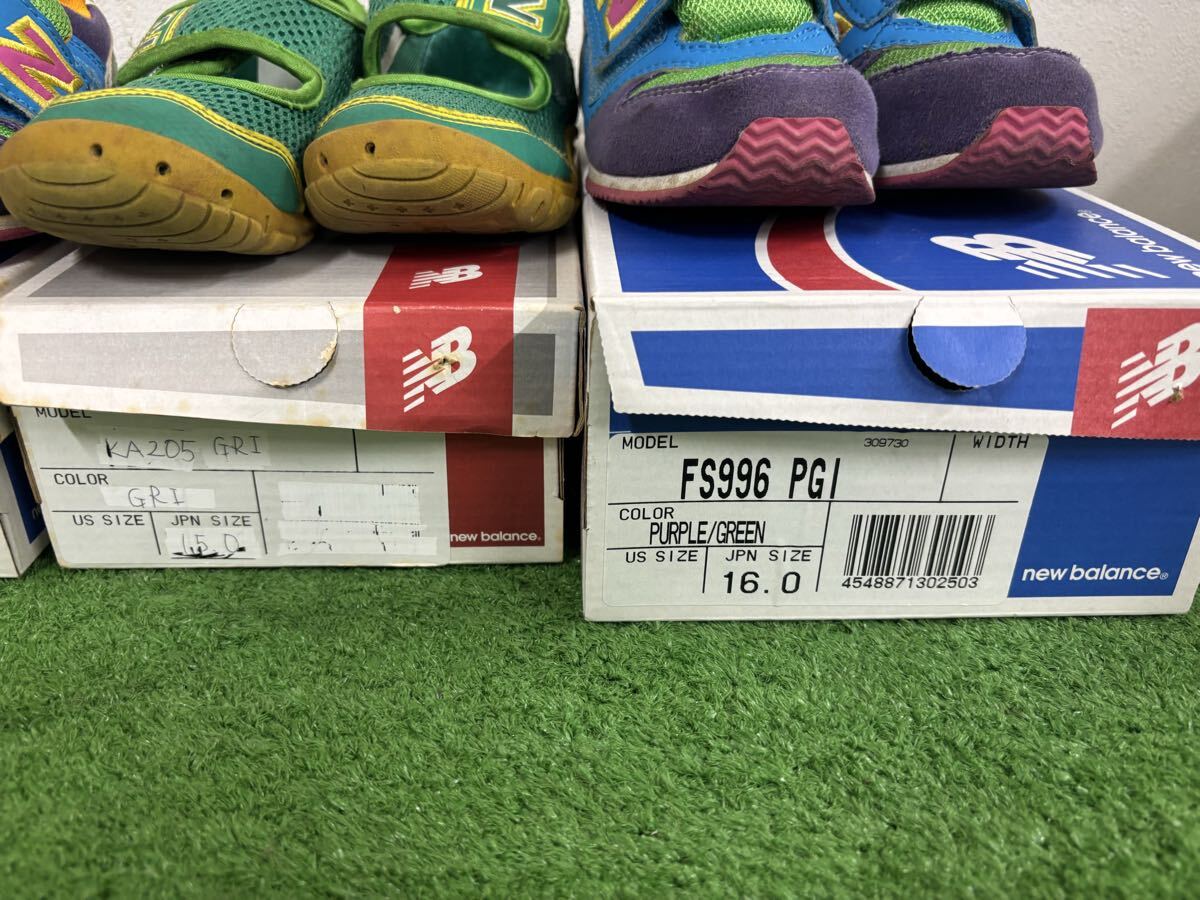 N
N
N
NB
NB
MODEL
KA205 GRI
COLOR
GRI
US SIZE
JPN SIZE
15.0
new balance®
NB
new balance®
NB
MODEL
309730
WIDTH
FS996 PGI
COLOR
PURPLE/GREEN
US SIZE
JPN SIZE
16.0
4548871302503
new balance®